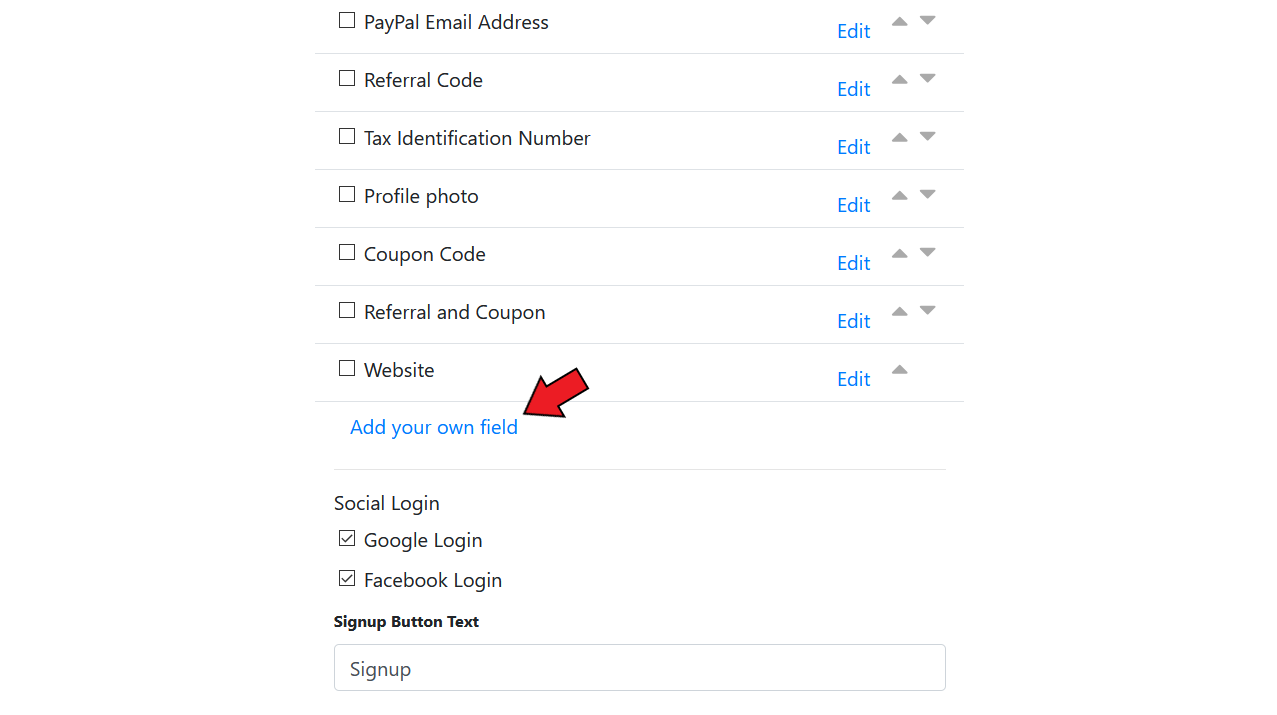 PayPal Email Address Edit
Referral Code Edit
Tax Identification Number Edit
Profile photo Edit
Coupon Code Edit
Referral and Coupon Edit
Website Edit
Add your own field
Social Login
Google Login
Facebook Login
Signup Button Text
Signup